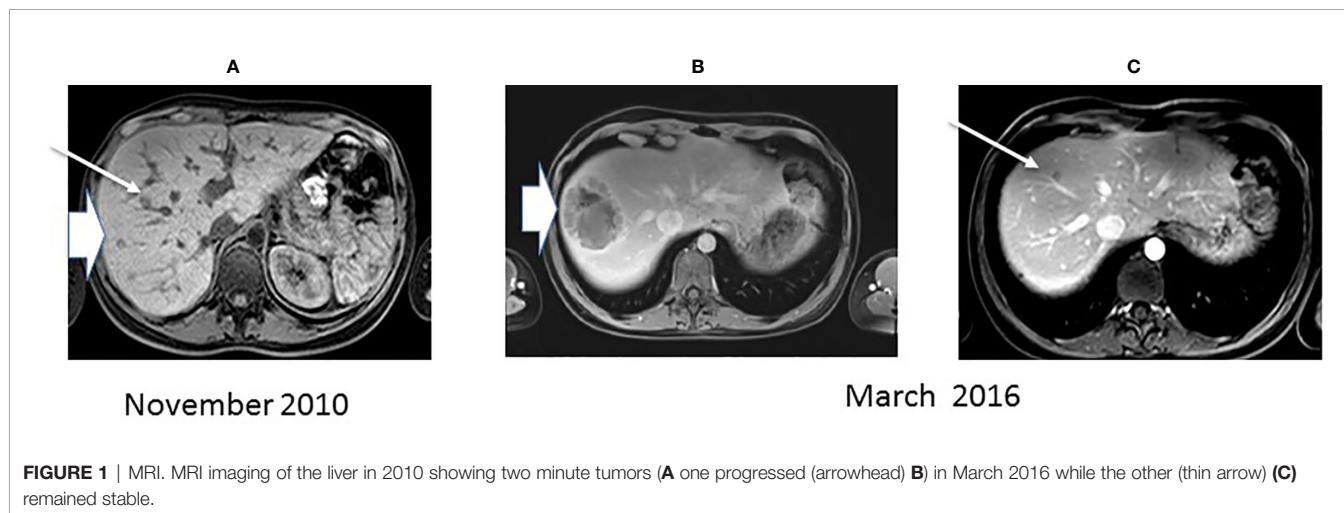 A
B
C
November 2010
March 2016
FIGURE 1 | MRI. MRI imaging of the liver in 2010 showing two minute tumors (A one progressed (arrowhead) B) in March 2016 while the other (thin arrow) (C)
remained stable.